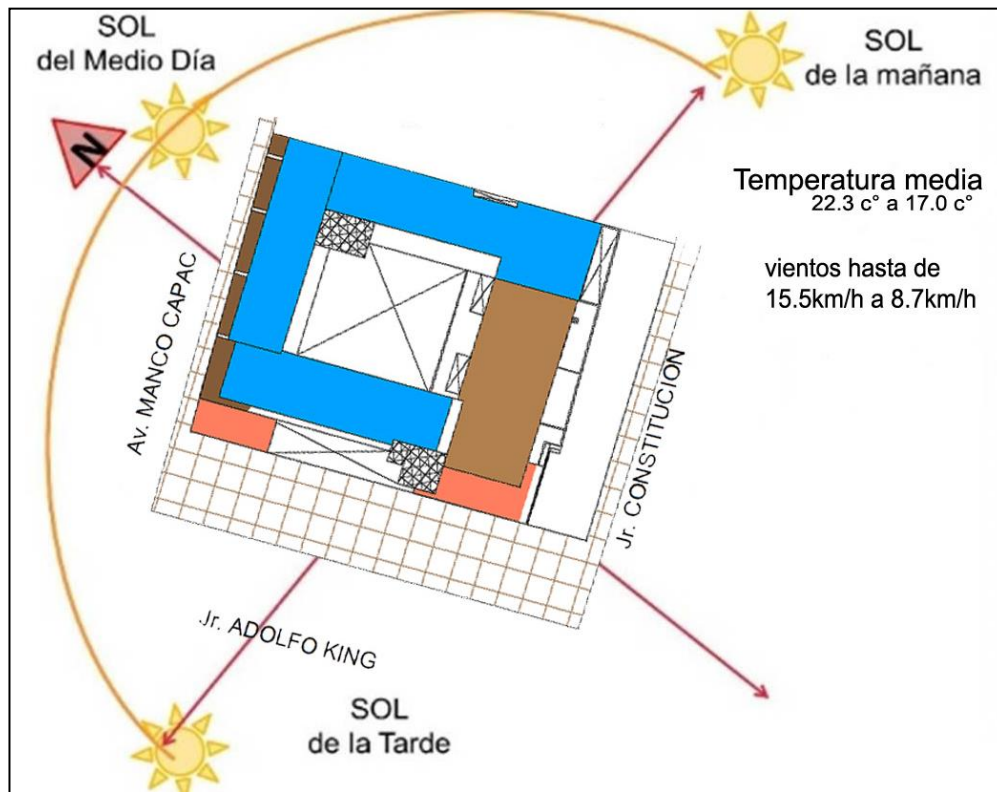 SOL
del Medio Día
SOL
de la mañana
N
Temperatura media
22.3 c° a 17.0 c°
vientos hasta de
15.5km/h a 8.7km/h
Av. MANCO CAPAC
Jr. CONSTITUCION
Jr. ADOLFO KING
SOL
de la Tarde